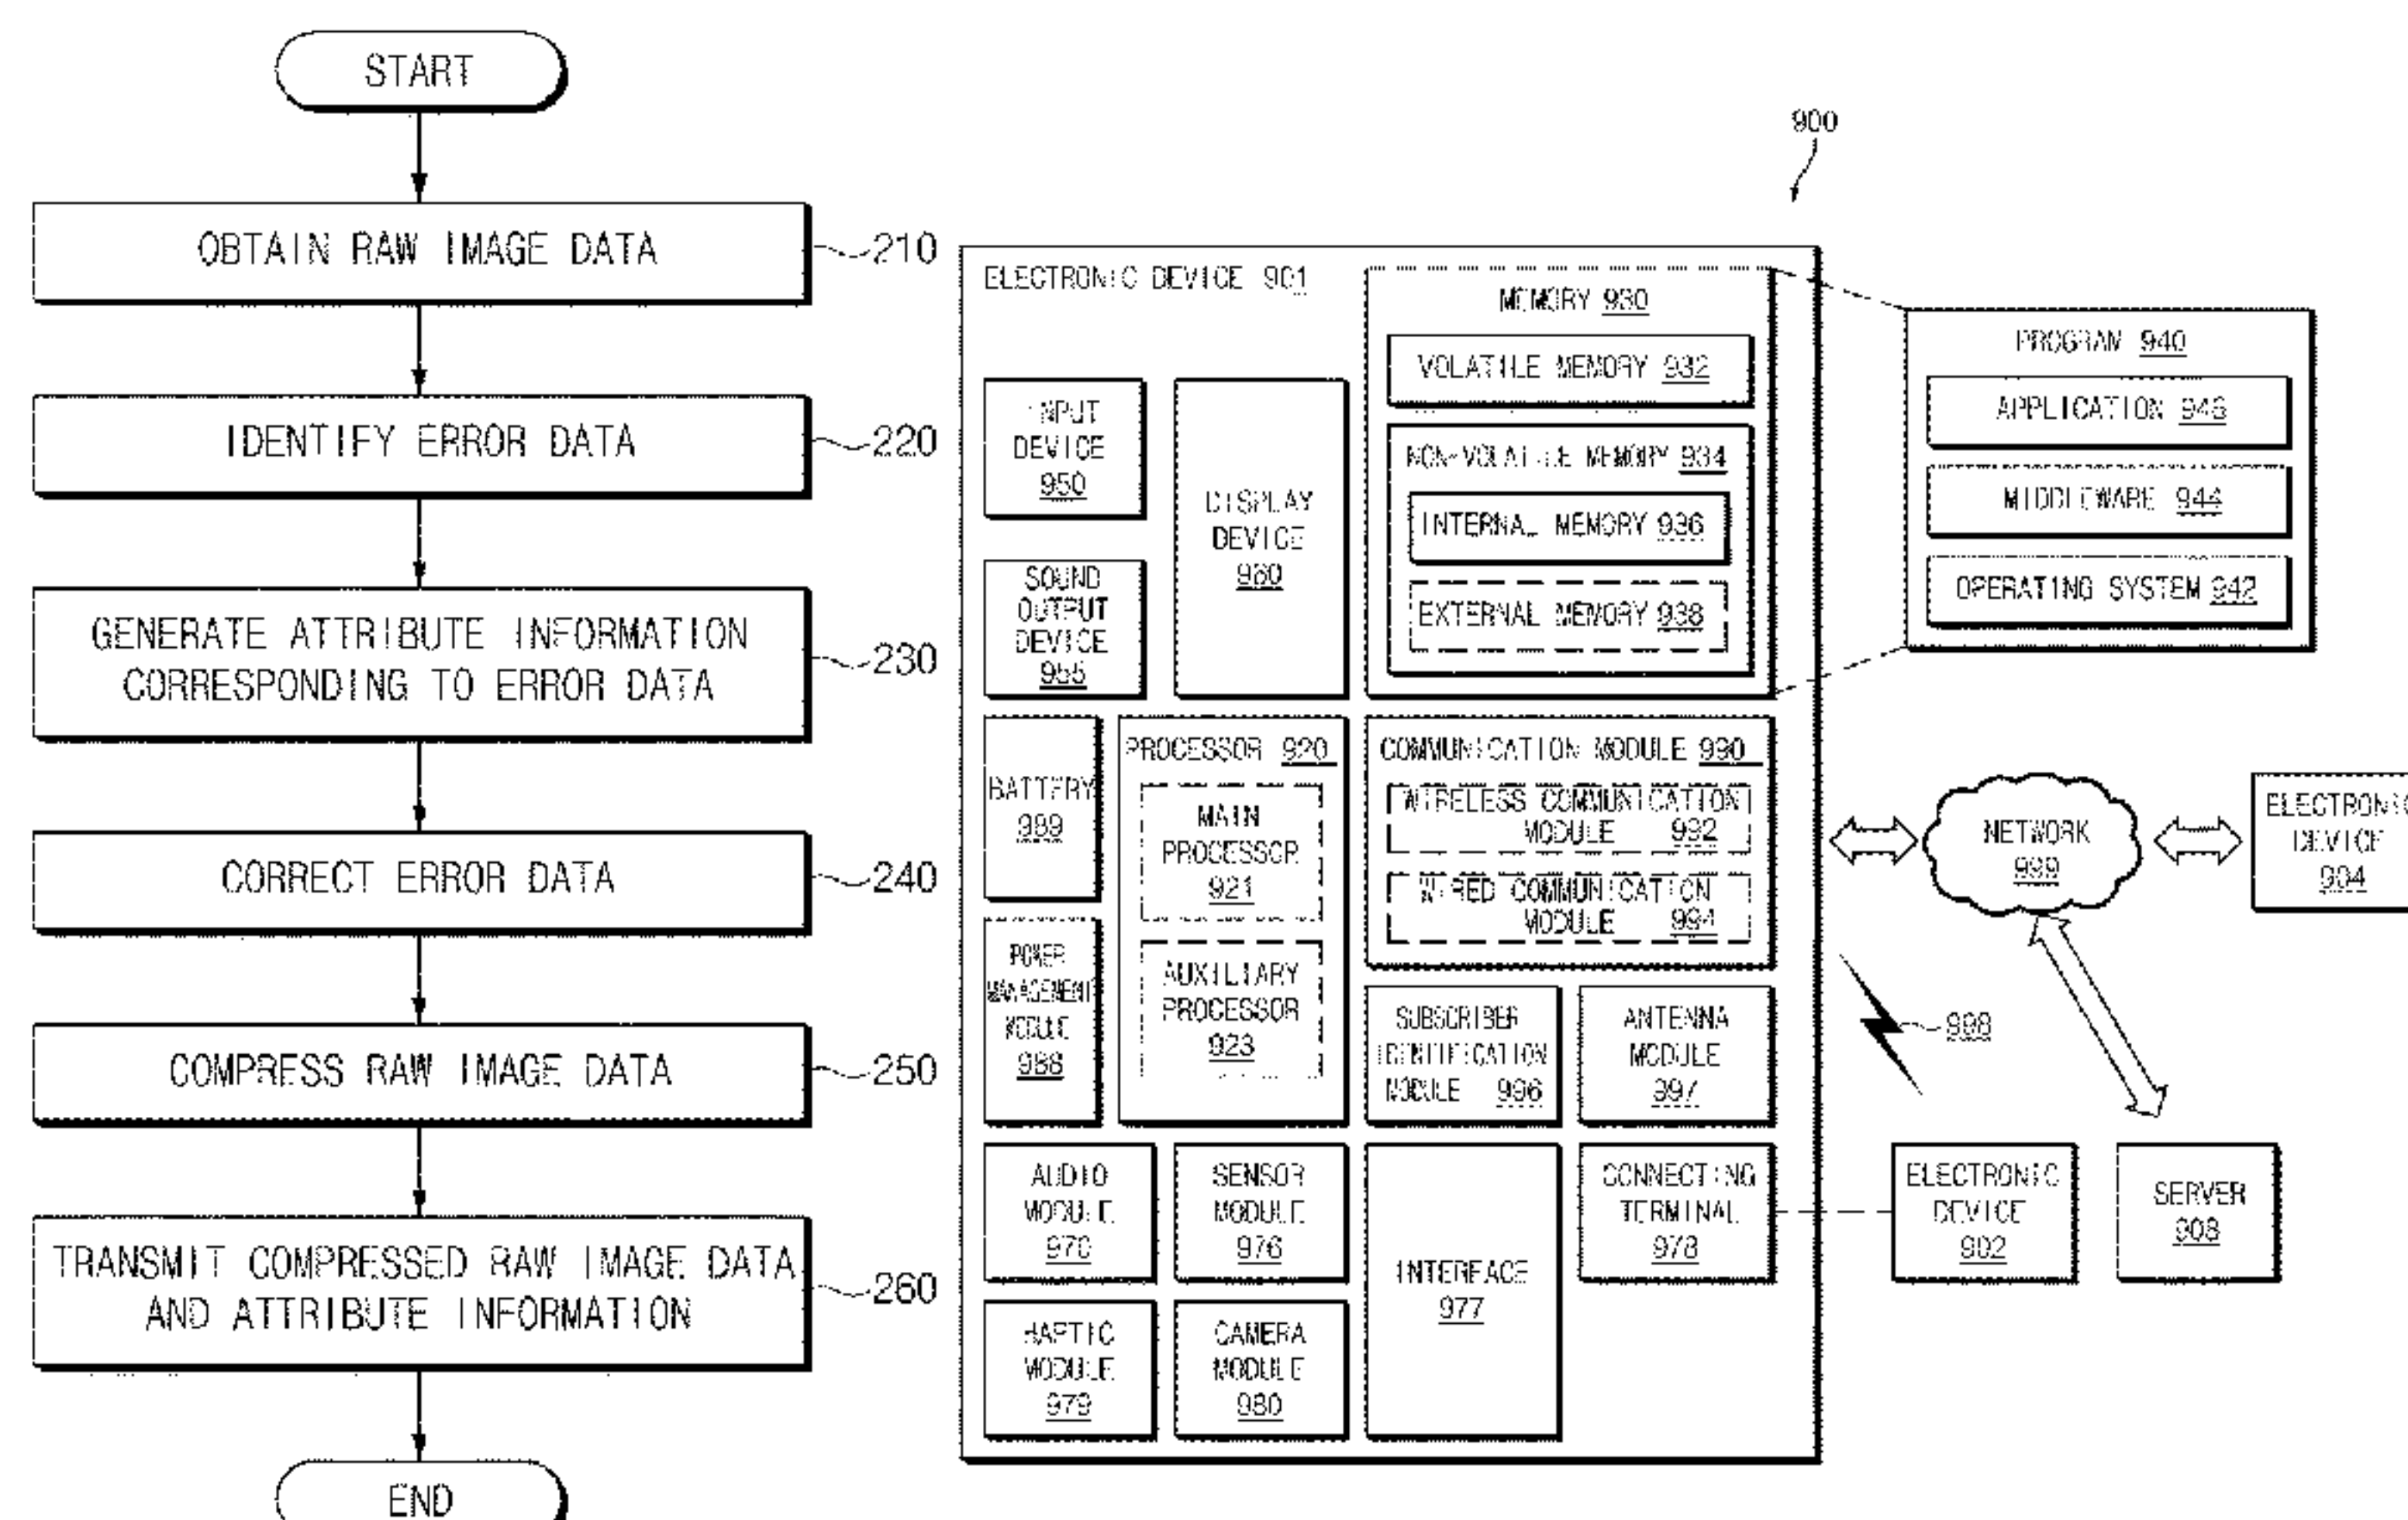 START
OBTAIN RAW IMAGE DATA
210
IDENTIFY ERROR DATA
220
GENERATE ATTRIBUTE INFORMATION
CORRESPONDING TO ERROR DATA
230
CORRECT ERROR DATA
240
COMPRESS RAW IMAGE DATA
250
TRANSMIT COMPRESSED RAW IMAGE DATA
AND ATTRIBUTE INFORMATION
260
END
900
ELECTRONIC DEVICE 901
INPUT
DEVICE
950
SOUND
OUTPUT
DEVICE
955
DISPLAY
DEVICE
960
MEMORY 930
VOLATILE MEMORY 932
NON-VOLATILE MEMORY 934
INTERNAL MEMORY 936
EXTERNAL MEMORY 938
PROGRAM 940
APPLICATION 946
MIDDLEWARE 944
OPERATING SYSTEM 942
BATTERY
989
POWER
MANAGEMENT
MODULE
988
PROCESSOR 920
MAIN
PROCESSOR
921
AUXILIARY
PROCESSOR
923
COMMUNICATION MODULE 990
WIRELESS COMMUNICATION
MODULE 992
WIRED COMMUNICATION
MODULE 994
SUBSCRIBER
IDENTIFICATION
MODULE 996
ANTENNA
MODULE
997
AUDIO
MODULE
970
SENSOR
MODULE
976
INTERFACE
977
CONNECTING
TERMINAL
978
HAPTIC
MODULE
979
CAMERA
MODULE
980
NETWORK
999
ELECTRONIC
DEVICE
904
998
ELECTRONIC
DEVICE
902
SERVER
908